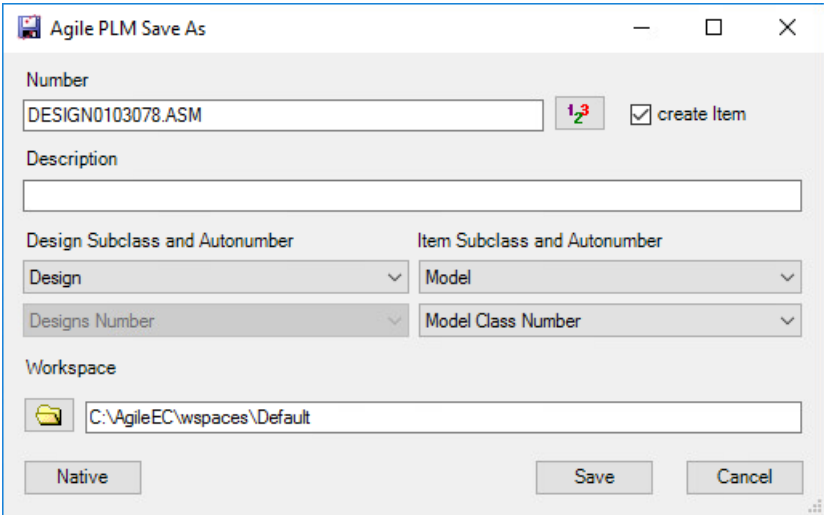 Agile PLM Save As
Number
DESIGN0103078.ASM
123
create Item
Description
Design Subclass and Autonumber Item Subclass and Autonumber
Design Model
Designs Number Model Class Number
Workspace
C:\AgileEC\wspaces\Default
Native Save Cancel